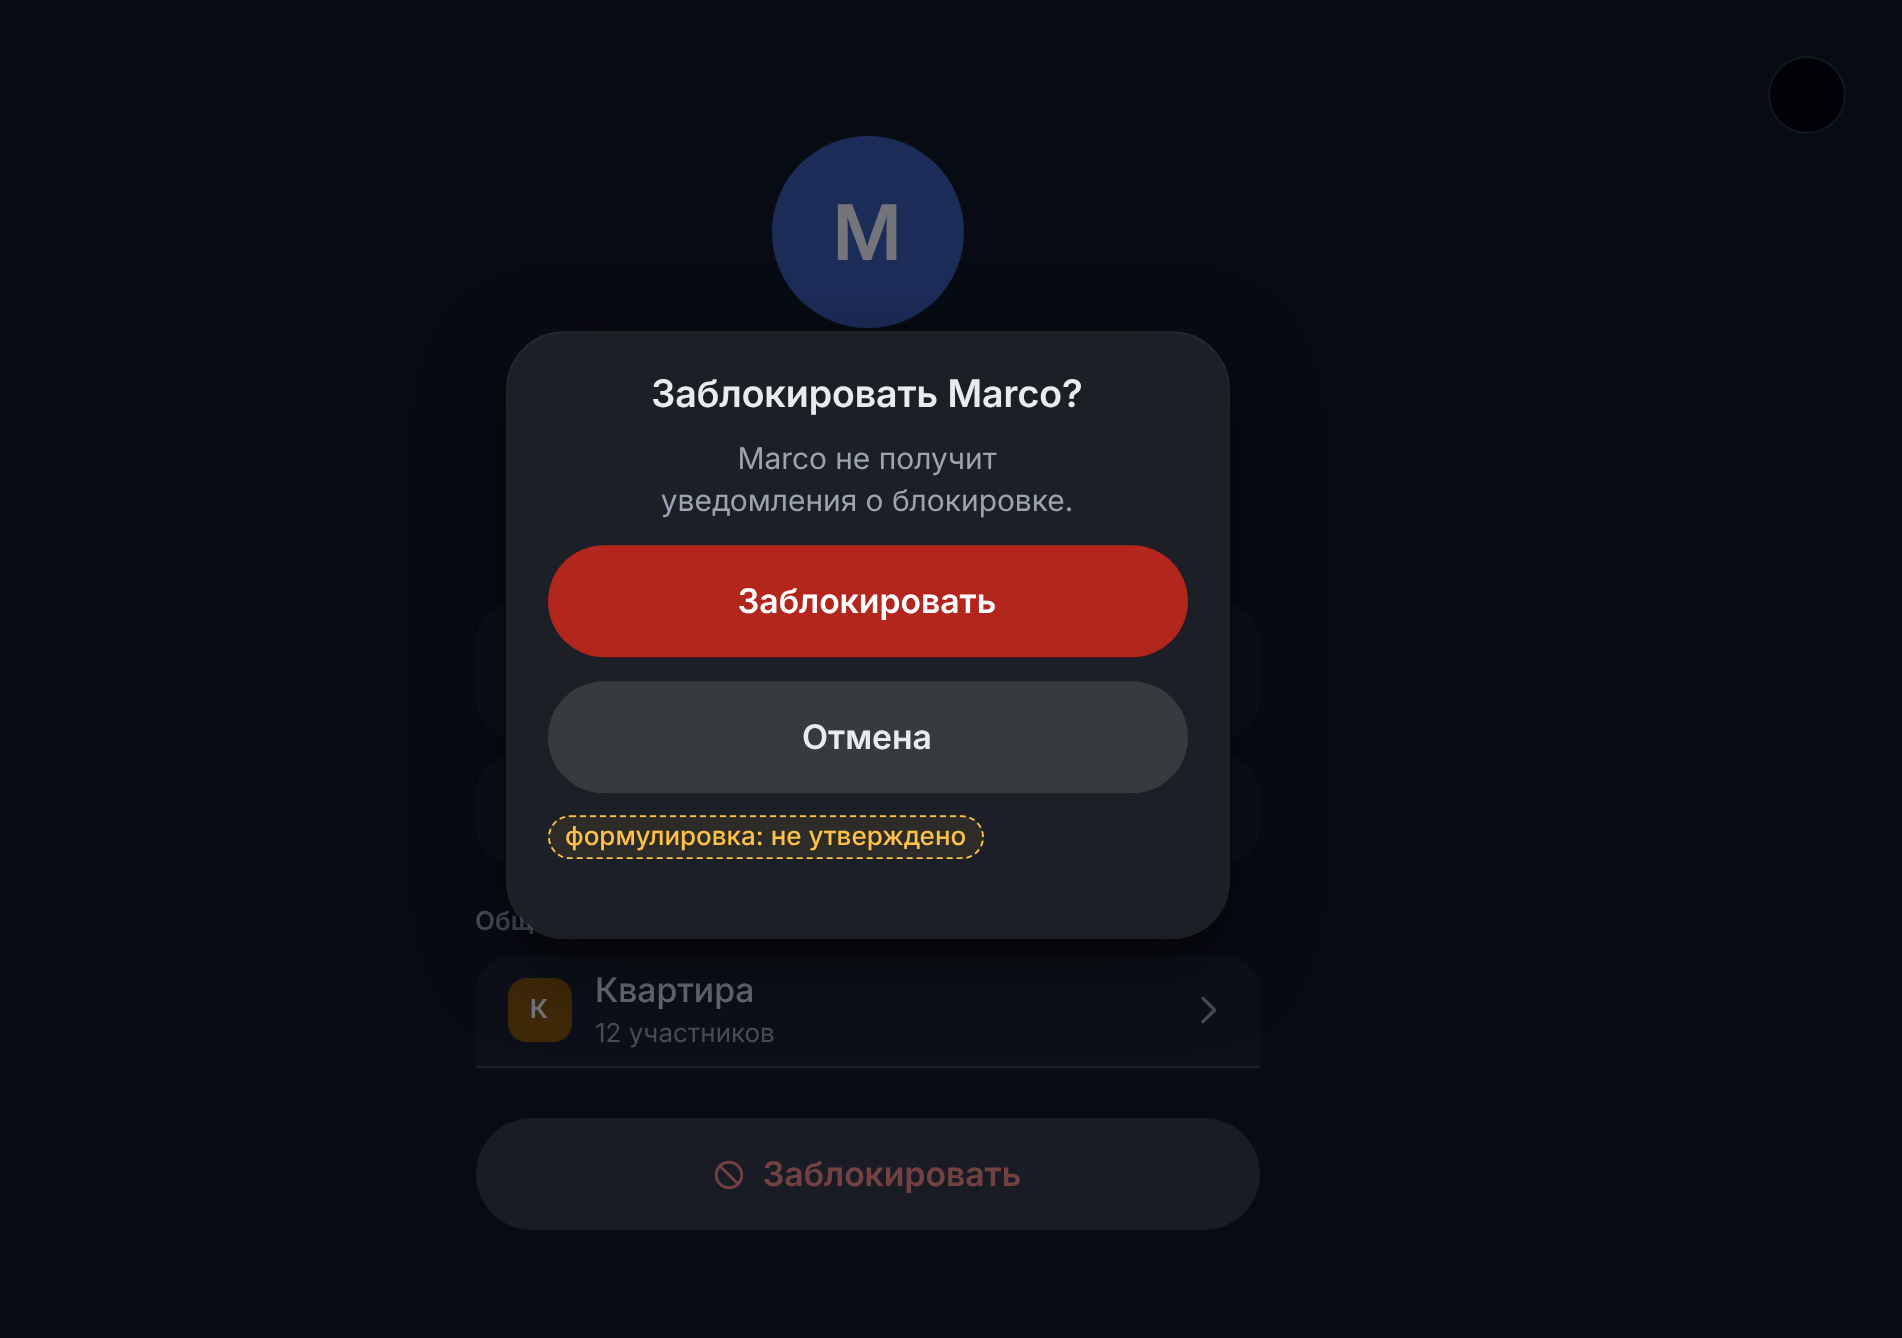 M
Заблокировать Marco?
Marco не получит
уведомления о блокировке.
Заблокировать
Отмена
формулировка: не утверждено
К
Квартира
12 участников
Заблокировать